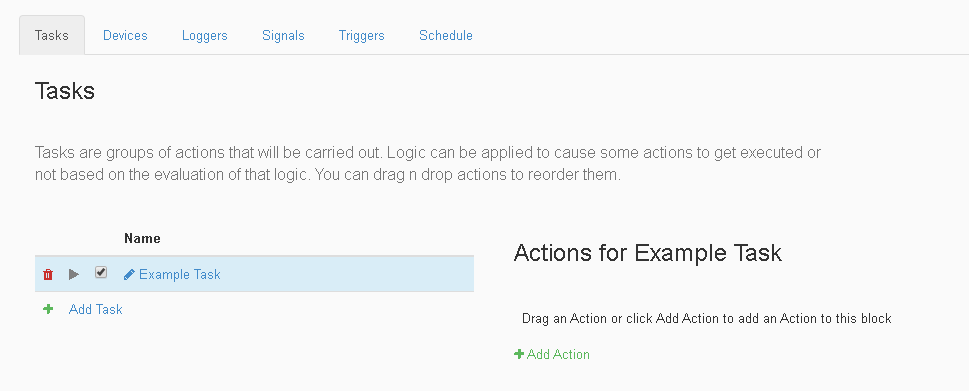 Tasks Devices Loggers Signals Triggers Schedule
Tasks
Tasks are groups of actions that will be carried out. Logic can be applied to cause some actions to get executed or
not based on the evaluation of that logic. You can drag n drop actions to reorder them.
Name
Example Task
Add Task
Actions for Example Task
Drag an Action or click Add Action to add an Action to this block
Add Action